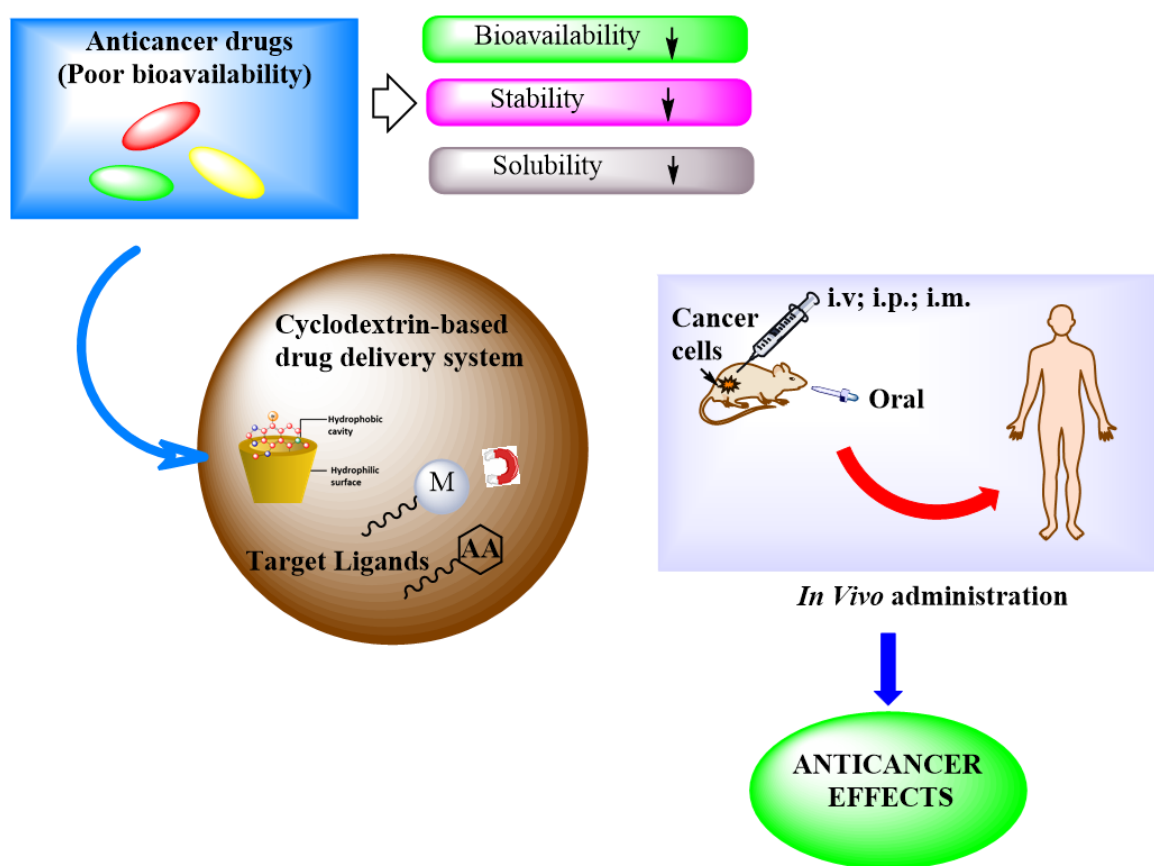 Anticancer drugs
(Poor bioavailability)
Bioavailability ↓
Stability ↓
Solubility ↓
Cyclodextrin-based
drug delivery system
Hydrophobic
cavity
Hydrophilic
surface
M
Target Ligands
AA
i.v; i.p.; i.m.
Cancer
cells
Oral
In Vivo administration
ANTICANCER
EFFECTS